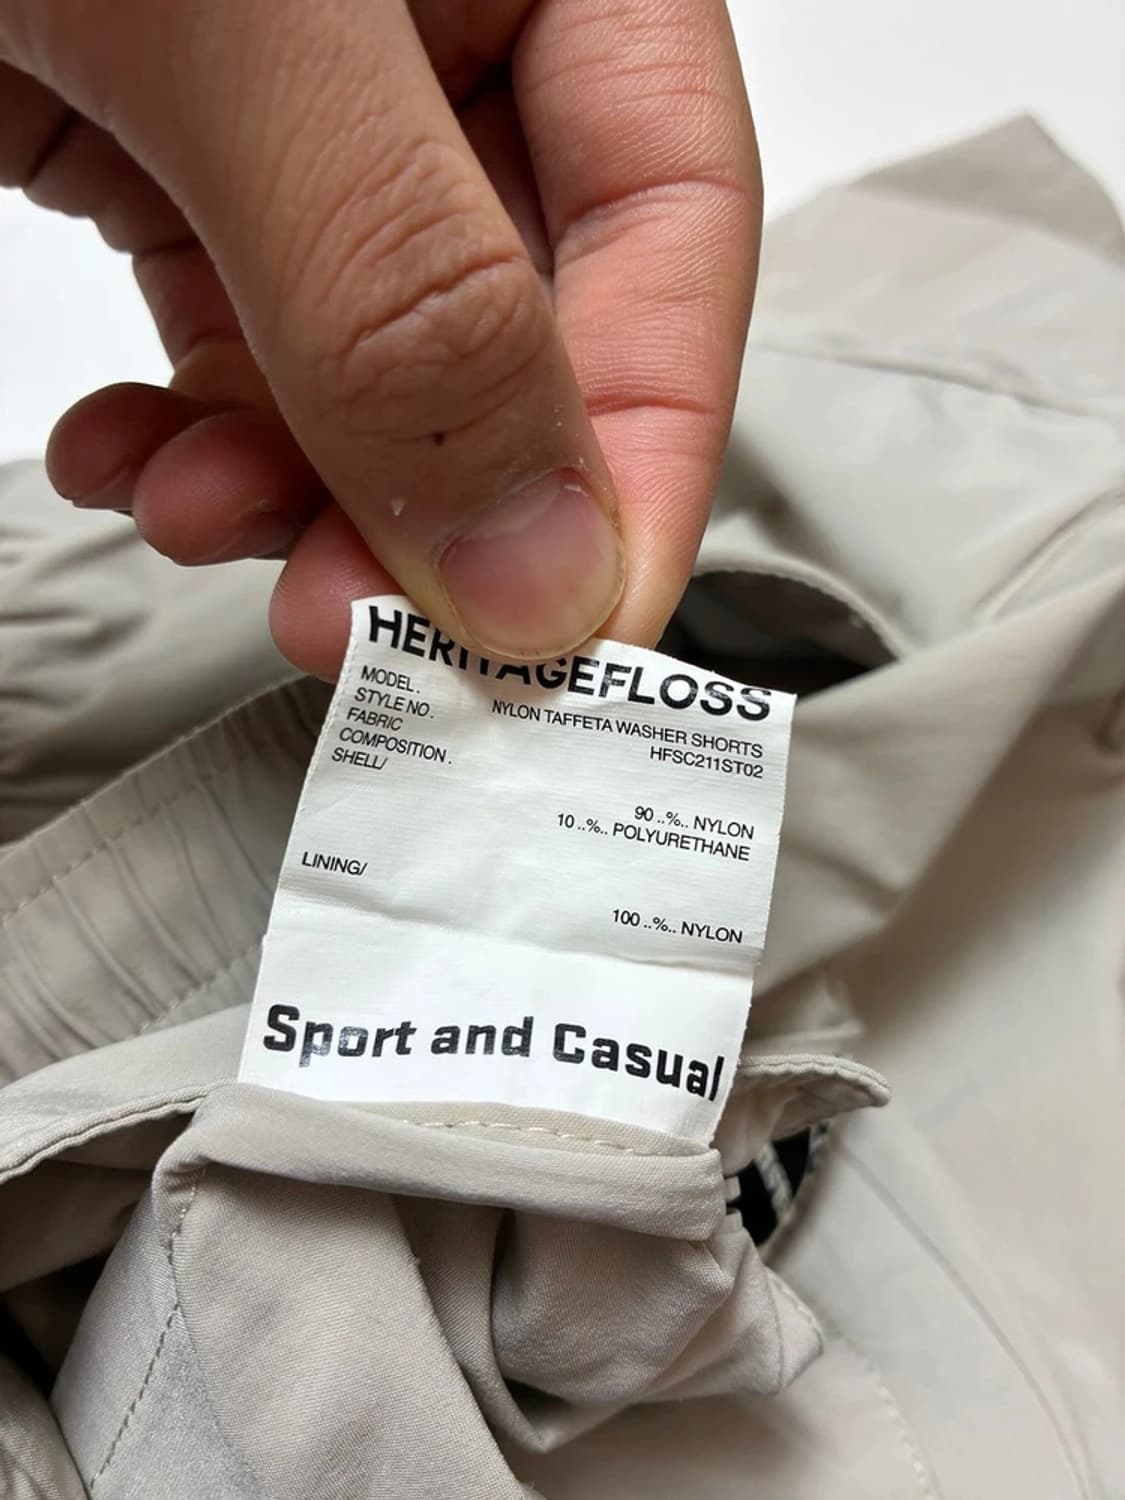 HERITAGEFLOSS
MODEL.
NYLON TAFFETA WASHER SHORTS
STYLE NO.
HFSC211ST02
FABRIC
COMPOSITION.
SHELL/
90..%.. NYLON
10..%.. POLYURETHANE
LINING/
100..%.. NYLON
Sport and Casual